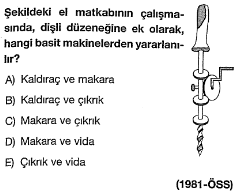 Şekildeki el matkabının çalışma-
sında, dişli düzeneğine ek olarak,
hangi basit makinelerden yararlanı-
lır?
A) Kaldıraç ve makara
B) Kaldıraç ve çıkrık
C) Makara ve çıkrık
D) Makara ve vida
E) Çıkrık ve vida
(1981-ÖSS)